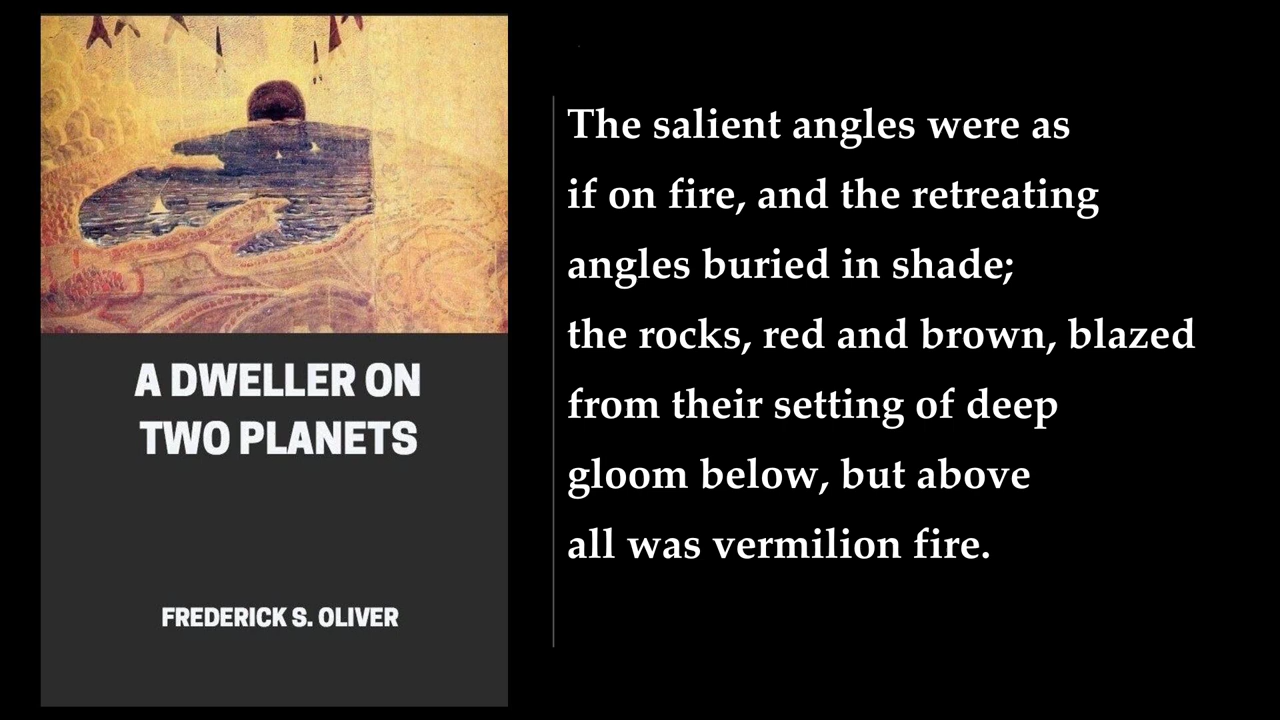 A DWELLER ON
TWO PLANETS
FREDERICK S. OLIVER
The salient angles were as
if on fire, and the retreating
angles buried in shade;
the rocks, red and brown, blazed
from their setting of deep
gloom below, but above
all was vermilion fire.